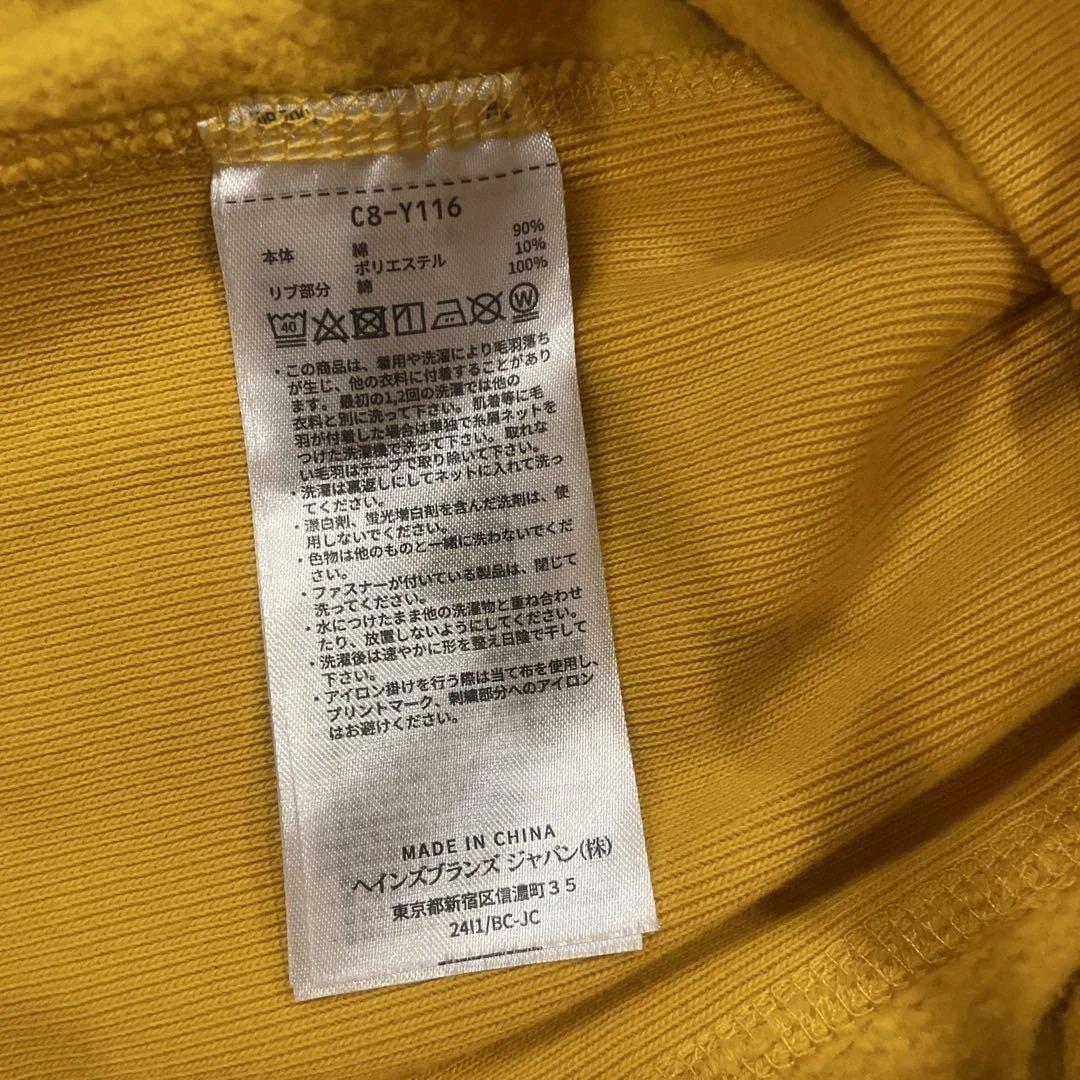 C8-Y116
本体 綿 90%
ポリエステル 10%
リブ部分 綿 100%
40 W
・この商品は、着用や洗濯により毛羽落ち
が生じ、他の衣料に付着することがあり
ます。最初の1,2回の洗濯では他の
衣料と別に洗って下さい。肌着等に毛
羽が付着した場合は単独で糸屑ネットを
つけた洗濯機で洗って下さい。取れな
い毛羽はテープで取り除いて下さい。
・洗濯は裏返しにしてネットに入れて洗っ
てください。
・漂白剤、蛍光増白剤を含んだ洗剤は、使
用しないでください。
・色物は他のものと一緒に洗わないでくだ
さい。
・ファスナーが付いている製品は、閉じて
洗ってください。
・水につけたまま他の洗濯物と重ね合わせ
たり、放置しないようにしてください。
・洗濯後は速やかに形を整え日陰で干して
下さい。
・アイロン掛けを行う際は当て布を使用し、
プリントマーク、刺繍部分へのアイロン
はお避けください。
MADE IN CHINA
ヘインズブランズ ジャパン(株)
東京都新宿区信濃町35
24I1/BC-JC